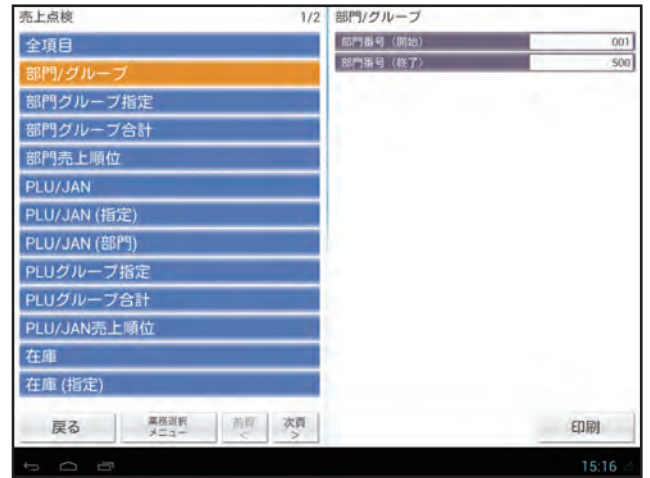 売上点検 1/2
全項目
部門/グループ
部門グループ指定
部門グループ合計
部門売上順位
PLU/JAN
PLU/JAN (指定)
PLU/JAN (部門)
PLUグループ指定
PLUグループ合計
PLU/JAN売上順位
在庫
在庫 (指定)
戻る
業務選択
メニュー
前頁
<
次頁
>
部門/グループ
部門番号（開始） 001
部門番号（終了） 500
印刷
15:16